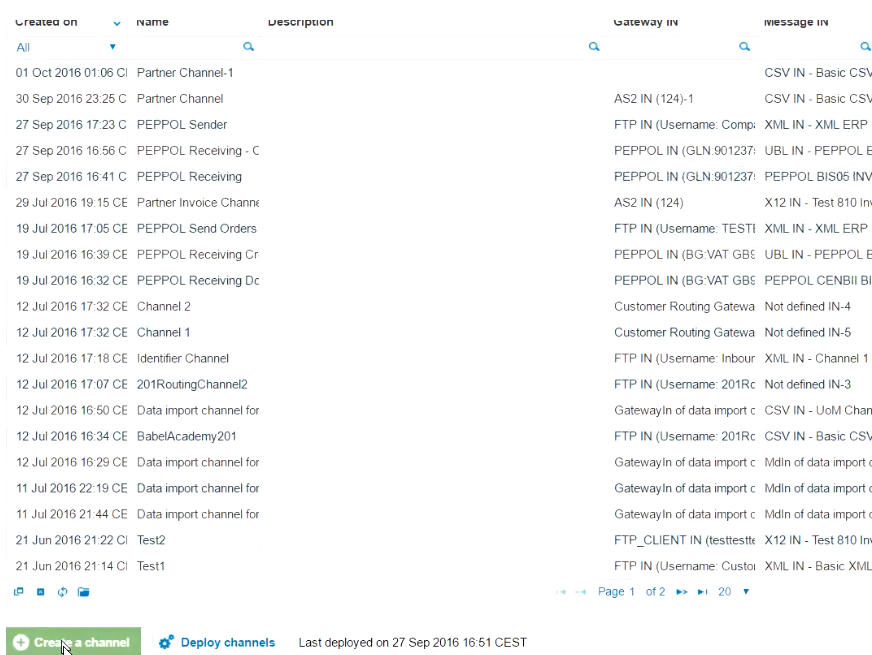 Created on Name Description Gateway IN Message IN
All
01 Oct 2016 01:06 CI Partner Channel-1 CSV IN - Basic CSV
30 Sep 2016 23:25 C Partner Channel AS2 IN (124)-1 CSV IN - Basic CSV
27 Sep 2016 17:23 C PEPPOL Sender FTP IN (Username: Compa XML IN - XML ERP
27 Sep 2016 16:56 C PEPPOL Receiving - C PEPPOL IN (GLN:901237 UBL IN - PEPPOL E
27 Sep 2016 16:41 C PEPPOL Receiving PEPPOL IN (GLN:901237 PEPPOL BIS05 INV
29 Jul 2016 19:15 CE Partner Invoice Channe AS2 IN (124) X12 IN - Test 810 Inv
19 Jul 2016 17:05 CE PEPPOL Send Orders FTP IN (Username: TESTE XML IN - XML ERP
19 Jul 2016 16:39 CE PEPPOL Receiving Cr PEPPOL IN (BG:VAT GB9 UBL IN - PEPPOL E
19 Jul 2016 16:32 CE PEPPOL Receiving Dc PEPPOL IN (BG:VAT GB9 PEPPOL CENBII BI
12 Jul 2016 17:32 CE Channel 2 Customer Routing Gatewa Not defined IN-4
12 Jul 2016 17:32 CE Channel 1 Customer Routing Gatewa Not defined IN-5
12 Jul 2016 17:18 CE Identifier Channel FTP IN (Username: Inbour XML IN - Channel 1
12 Jul 2016 17:07 CE 201RoutingChannel2 FTP IN (Username: 201Rc Not defined IN-3
12 Jul 2016 16:50 CE Data import channel for GatewayIn of data import c CSV IN - UoM Chan
12 Jul 2016 16:34 CE BabelAcademy201 FTP IN (Username: 201Rc CSV IN - Basic CSV
12 Jul 2016 16:29 CE Data import channel for GatewayIn of data import c MdIn of data import c
11 Jul 2016 22:19 CE Data import channel for GatewayIn of data import c MdIn of data import c
11 Jul 2016 21:44 CE Data import channel for GatewayIn of data import c MdIn of data import c
21 Jun 2016 21:22 CI Test2 FTP_CLIENT IN (testtestte X12 IN - Test 810 Inv
21 Jun 2016 21:14 CI Test1 FTP IN (Username: Custor XML IN - Basic XML
Page 1 of 2 20
Create a channel Deploy channels Last deployed on 27 Sep 2016 16:51 CEST